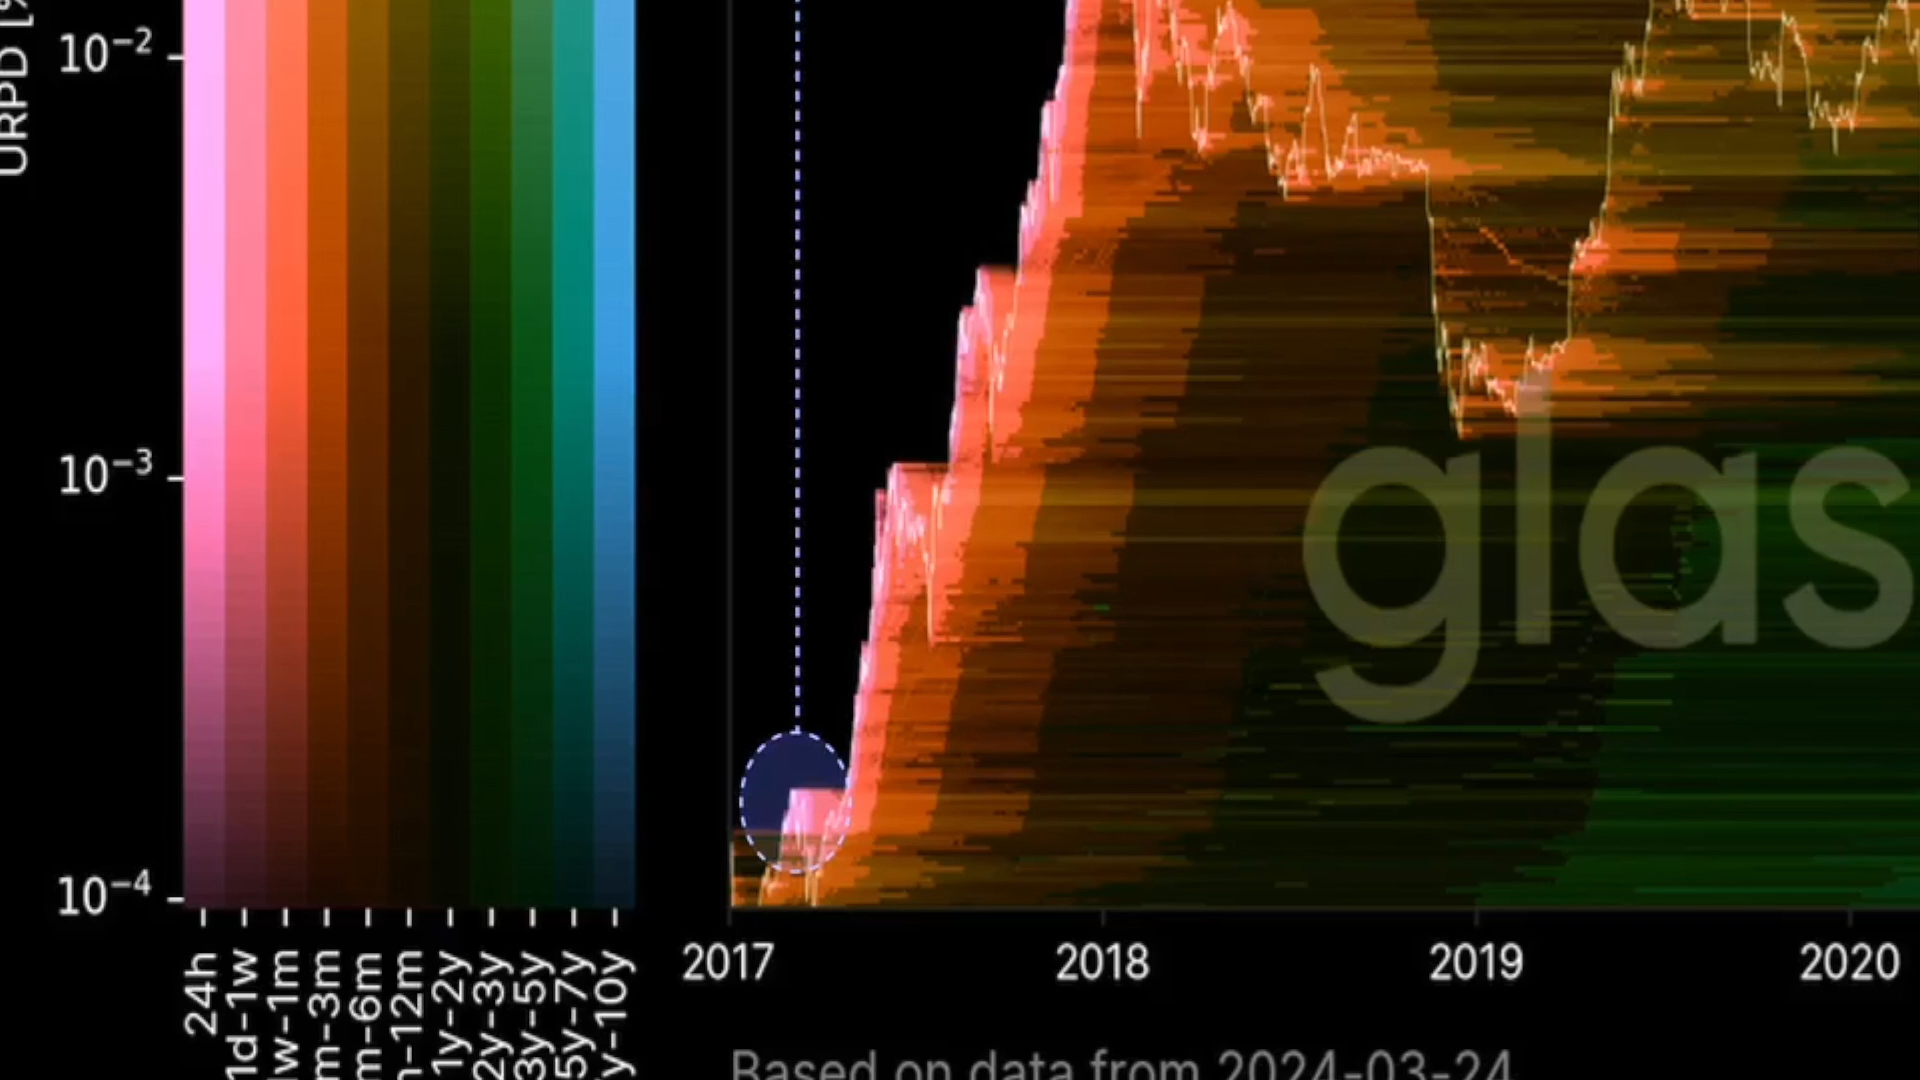 URPD [%
10−2
10−3
10−4
24h
1d-1w
1w-1m
m-3m
m-6m
-12m
1y-2y
2y-3y
3y-5y
5y-7y
y-10y
2017
2018
2019
2020
glas
Based on data from 2024-03-24